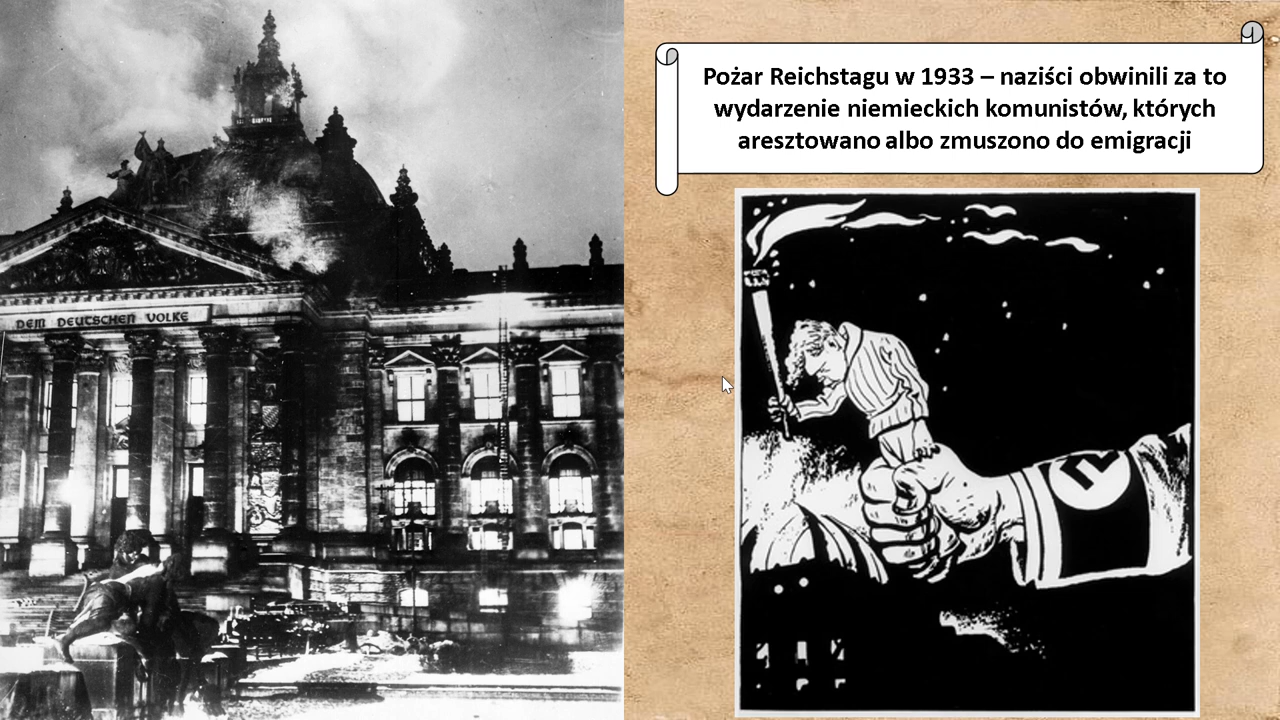 DEM DEUTSCHEN VOLKE
Pożar Reichstagu w 1933 – naziści obwinili za to
wydarzenie niemieckich komunistów, których
aresztowano albo zmuszono do emigracji